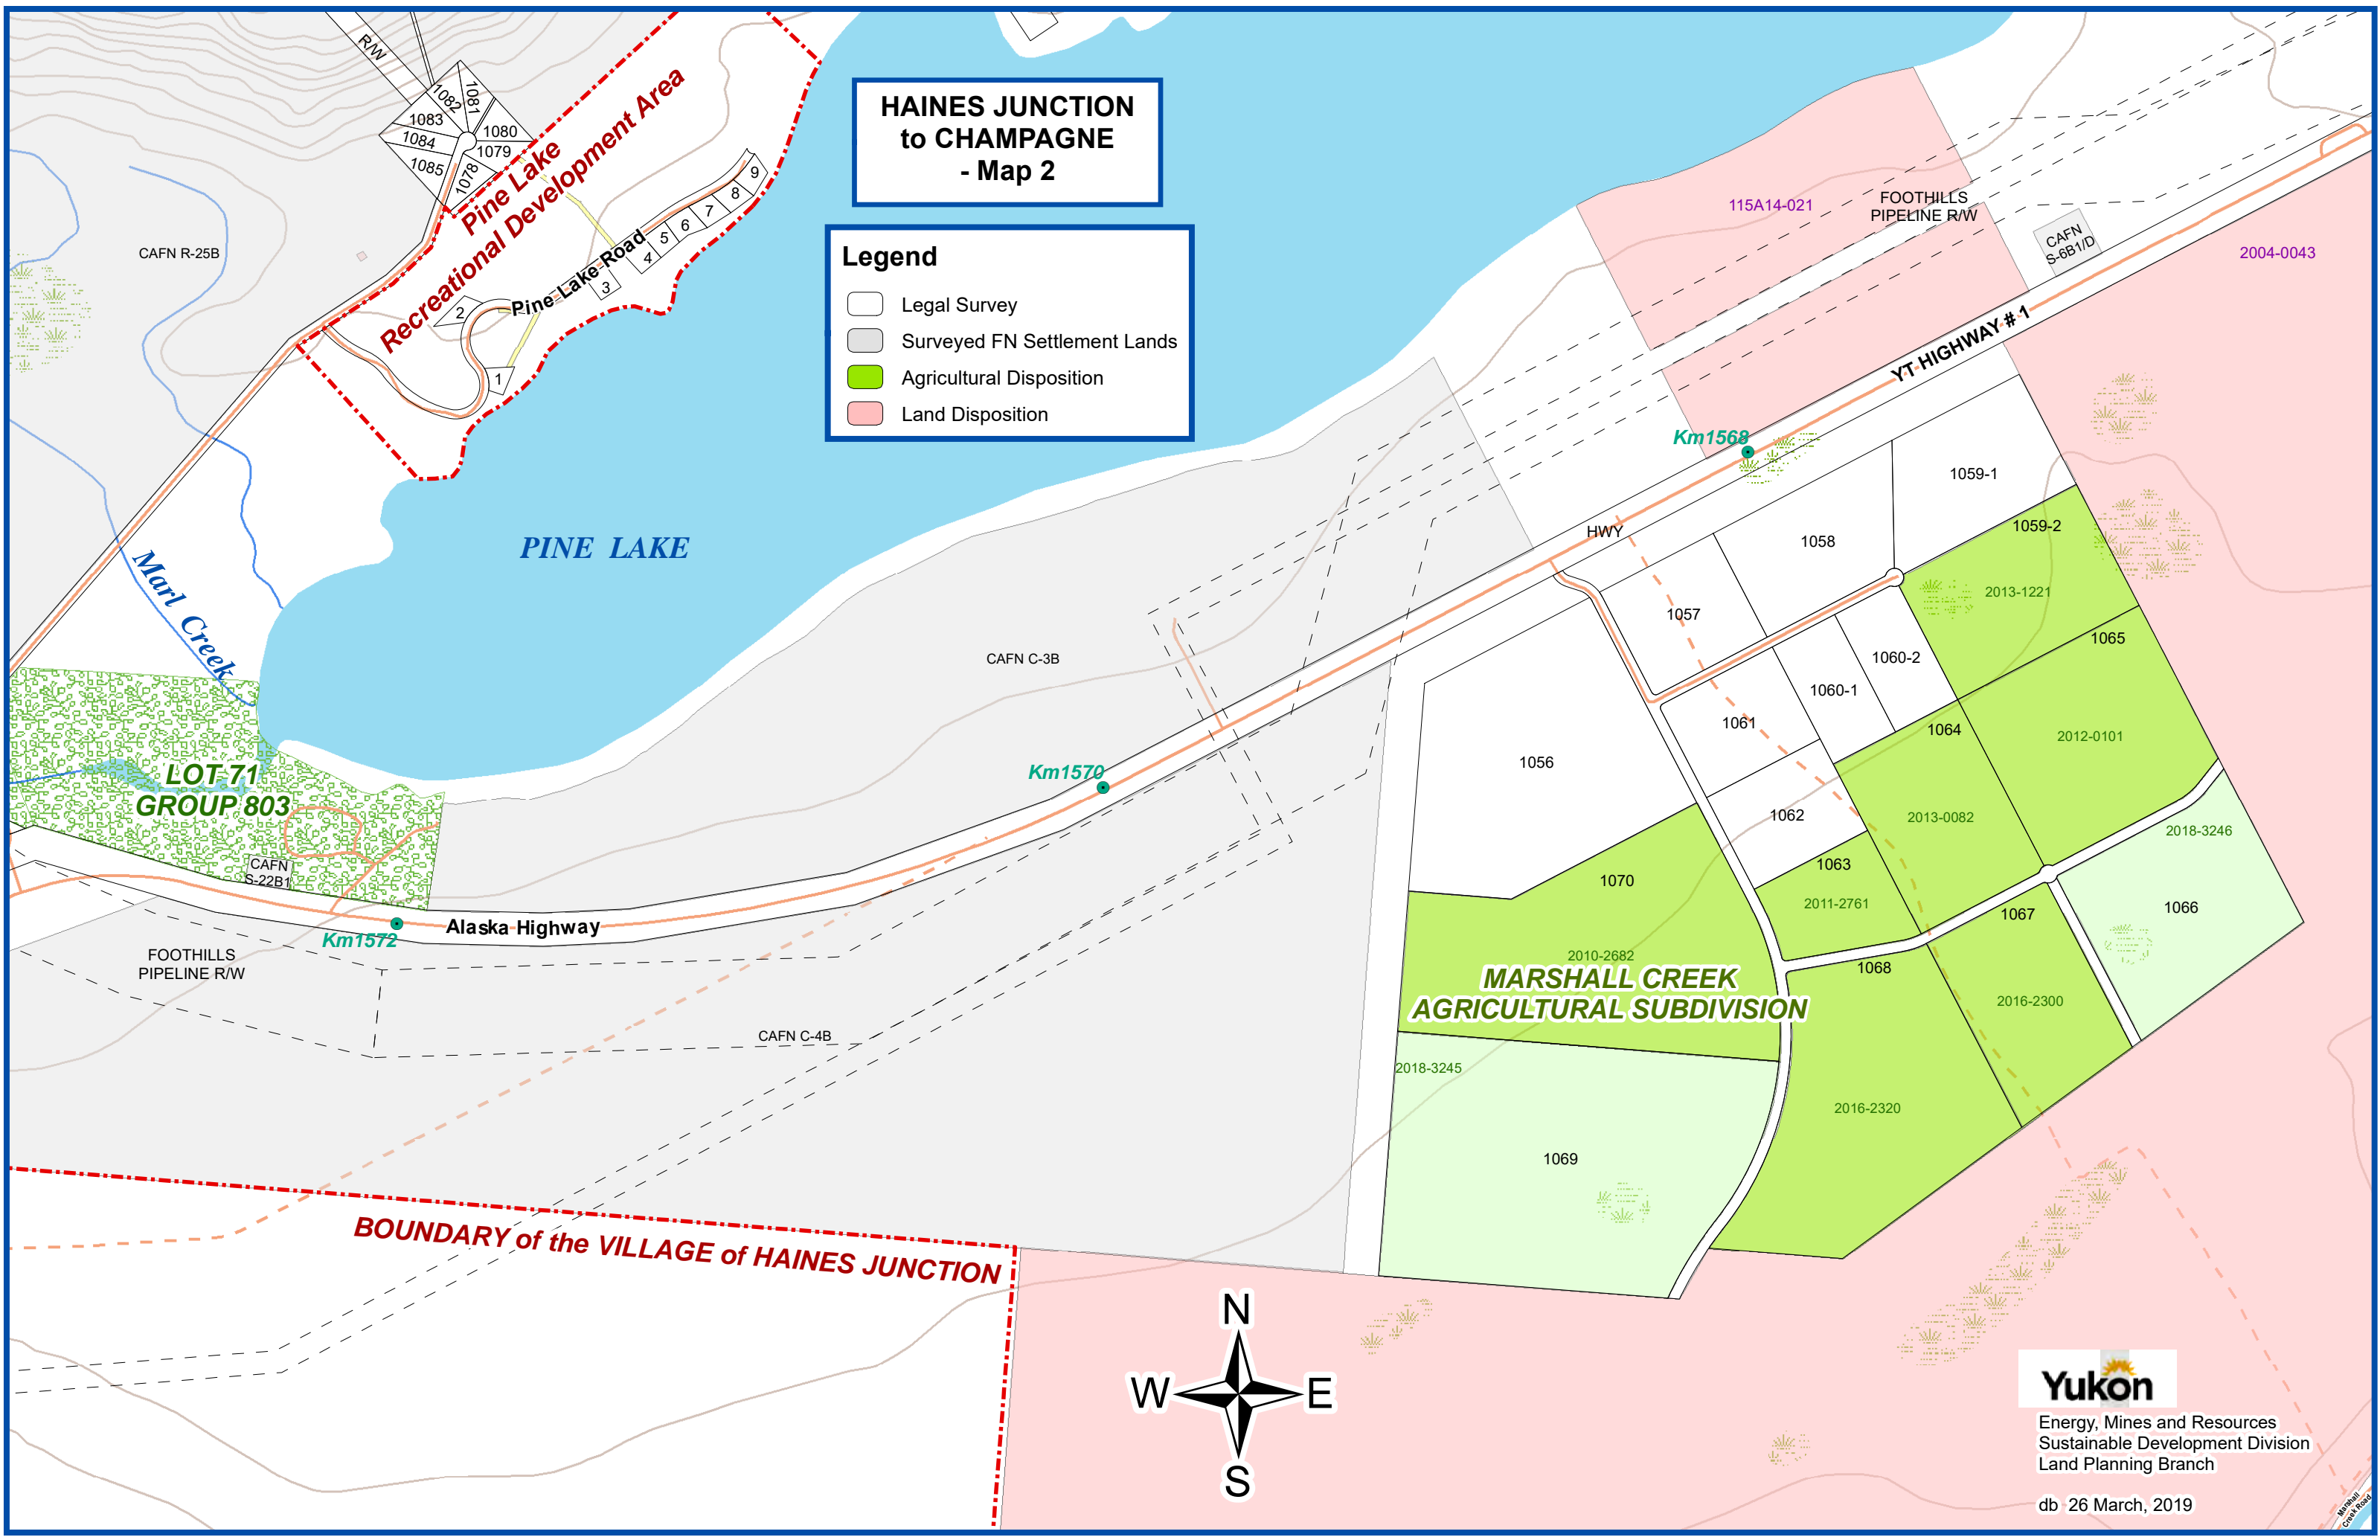 HAINES JUNCTION
to CHAMPAGNE
- Map 2
Legend
Legal Survey
Surveyed FN Settlement Lands
Agricultural Disposition
Land Disposition
R/W
1081
1082
1083
1084
1085
1080
1079
1078
Pine Lake
Recreational Development Area
Pine Lake Road
9
8
7
6
5
4
3
2
1
CAFN R-25B
Marl Creek
PINE LAKE
LOT 71
GROUP 803
CAFN
S-22B1
Km1572
Alaska Highway
FOOTHILLS
PIPELINE R/W
CAFN C-3B
Km1570
CAFN C-4B
BOUNDARY of the VILLAGE of HAINES JUNCTION
115A14-021
FOOTHILLS
PIPELINE R/W
CAFN
S-6B1/D
2004-0043
YT HIGHWAY # 1
Km1568
HWY
1059-1
1058
1057
1059-2
2013-1221
1065
1060-2
1060-1
1061
1064
2012-0101
1056
1062
2013-0082
1063
2011-2761
2018-3246
1066
1070
2010-2682
1067
1068
2016-2300
MARSHALL CREEK
AGRICULTURAL SUBDIVISION
2018-3245
1069
2016-2320
N
W
E
S
Yukon
Energy, Mines and Resources
Sustainable Development Division
Land Planning Branch
db 26 March, 2019
Marshall
Creek Road